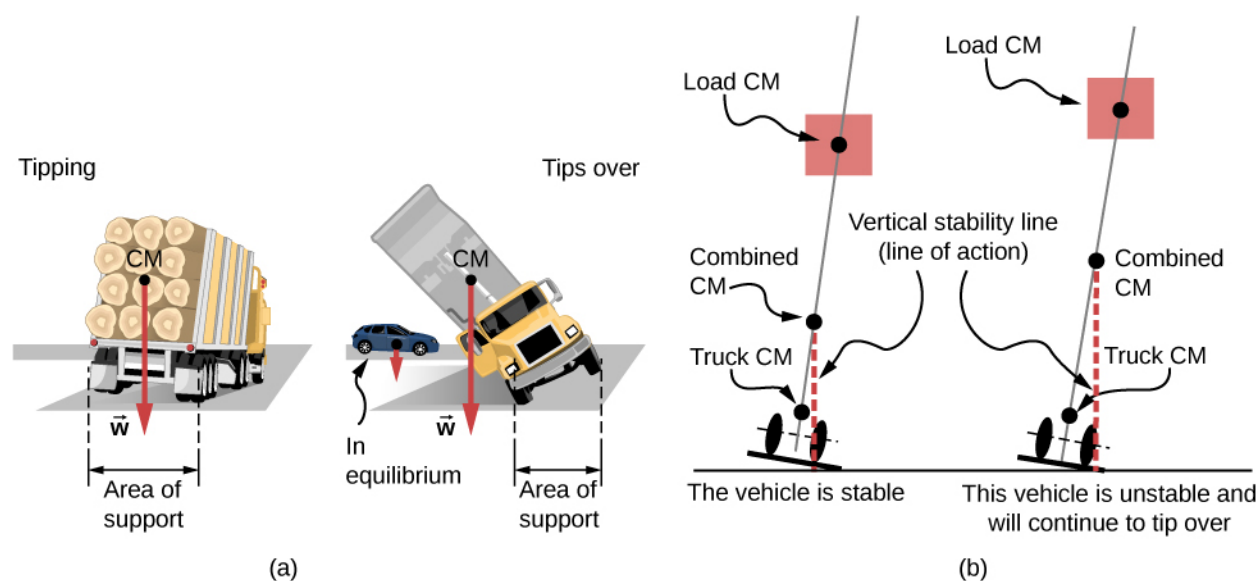 Tipping
CM
w
Area of
support
Tips over
CM
In
equilibrium
w
Area of
support
(a)
Load CM
Combined
CM
Truck CM
Vertical stability line
(line of action)
The vehicle is stable
Load CM
Combined
CM
Truck CM
This vehicle is unstable and
will continue to tip over
(b)